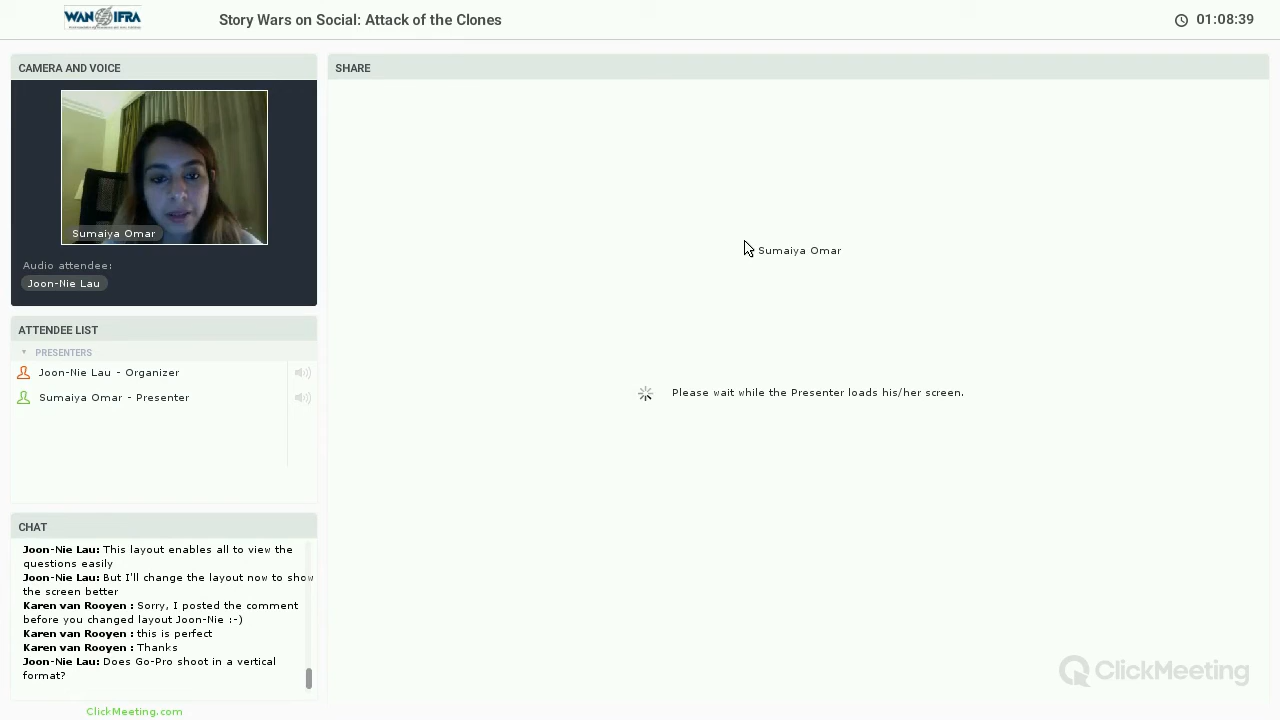 WAN IFRA
Story Wars on Social: Attack of the Clones
01:08:39
CAMERA AND VOICE
Sumaiya Omar
Audio attendee:
Joon-Nie Lau
ATTENDEE LIST
PRESENTERS
Joon-Nie Lau - Organizer
Sumaiya Omar - Presenter
CHAT
Joon-Nie Lau: This layout enables all to view the
questions easily
Joon-Nie Lau: But I'll change the layout now to show
the screen better
Karen van Rooyen : Sorry, I posted the comment
before you changed layout Joon-Nie :-)
Karen van Rooyen : this is perfect
Karen van Rooyen : Thanks
Joon-Nie Lau: Does Go-Pro shoot in a vertical
format?
ClickMeeting.com
SHARE
Sumaiya Omar
Please wait while the Presenter loads his/her screen.
ClickMeeting